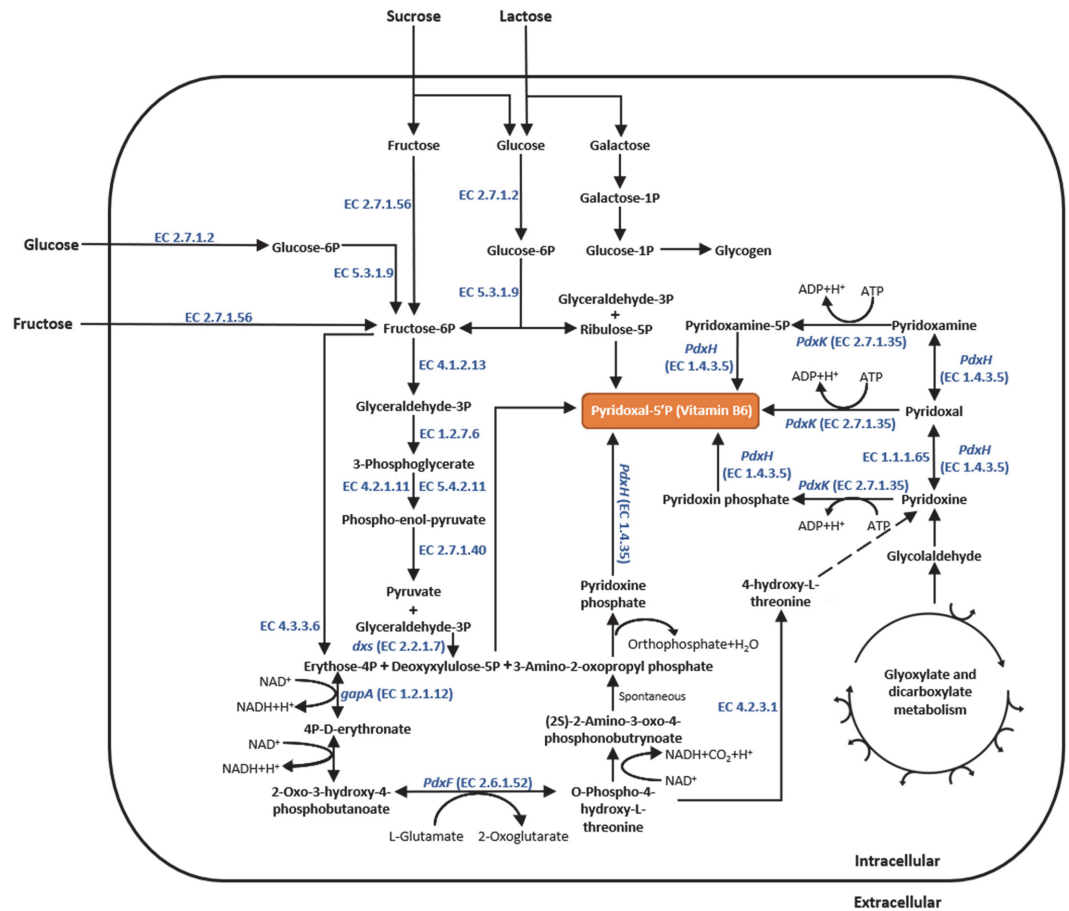 Sucrose
Lactose
Fructose
Glucose
Galactose
EC 2.7.1.56
EC 2.7.1.2
Galactose-1P
Glucose
EC 2.7.1.2
Glucose-6P
Glucose-6P
Glucose-1P
Glycogen
EC 5.3.1.9
EC 5.3.1.9
Glyceraldehyde-3P
+
Ribulose-5P
ADP+H⁺
ATP
Fructose
EC 2.7.1.56
Fructose-6P
Pyridoxamine-5P
Pyridoxamine
PdxK (EC 2.7.1.35)
PdxH
(EC 1.4.3.5)
PdxH
(EC 1.4.3.5)
EC 4.1.2.13
ADP+H⁺
ATP
Glyceraldehyde-3P
Pyridoxal-5'P (Vitamin B6)
Pyridoxal
PdxK (EC 2.7.1.35)
EC 1.2.7.6
3-Phosphoglycerate
PdxH
(EC 1.4.3.5)
EC 1.1.1.65
PdxH
(EC 1.4.3.5)
EC 4.2.1.11
EC 5.4.2.11
PdxK (EC 2.7.1.35)
Pyridoxin phosphate
Pyridoxine
Phospho-enol-pyruvate
ADP+H⁺
ATP
PdxH (EC 1.4.35)
EC 2.7.1.40
Glycolaldehyde
Pyruvate
+
Glyceraldehyde-3P
Pyridoxine
phosphate
4-hydroxy-L-
threonine
EC 4.3.3.6
dxs (EC 2.2.1.7)
Orthophosphate+H₂O
Erythose-4P + Deoxyxylulose-5P + 3-Amino-2-oxopropyl phosphate
NAD⁺
NADH+H⁺
gapA (EC 1.2.1.12)
Spontaneous
EC 4.2.3.1
Glyoxylate and
dicarboxylate
metabolism
4P-D-erythronate
(2S)-2-Amino-3-oxo-4-
phosphonobutrynoate
NAD⁺
NADH+H⁺
NADH+CO₂+H⁺
NAD⁺
2-Oxo-3-hydroxy-4-
phosphobutanoate
PdxF (EC 2.6.1.52)
O-Phospho-4-
hydroxy-L-
threonine
L-Glutamate
2-Oxoglutarate
Intracellular
Extracellular